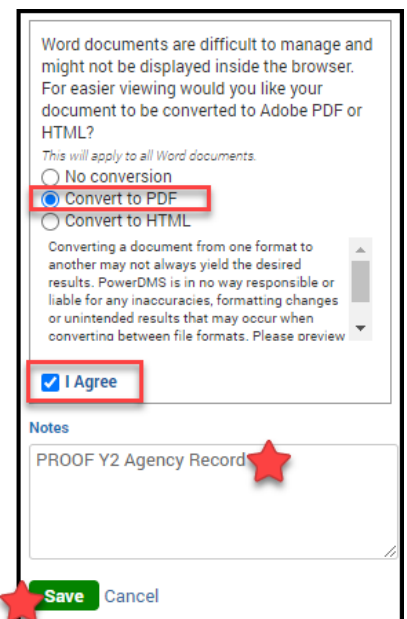 Word documents are difficult to manage and
might not be displayed inside the browser.
For easier viewing would you like your
document to be converted to Adobe PDF or
HTML?
This will apply to all Word documents.
No conversion
Convert to PDF
Convert to HTML
Converting a document from one format to
another may not always yield the desired
results. PowerDMS is in no way responsible or
liable for any inaccuracies, formatting changes
or unintended results that may occur when
converting between file formats. Please preview
I Agree
Notes
PROOF Y2 Agency Record
Save Cancel